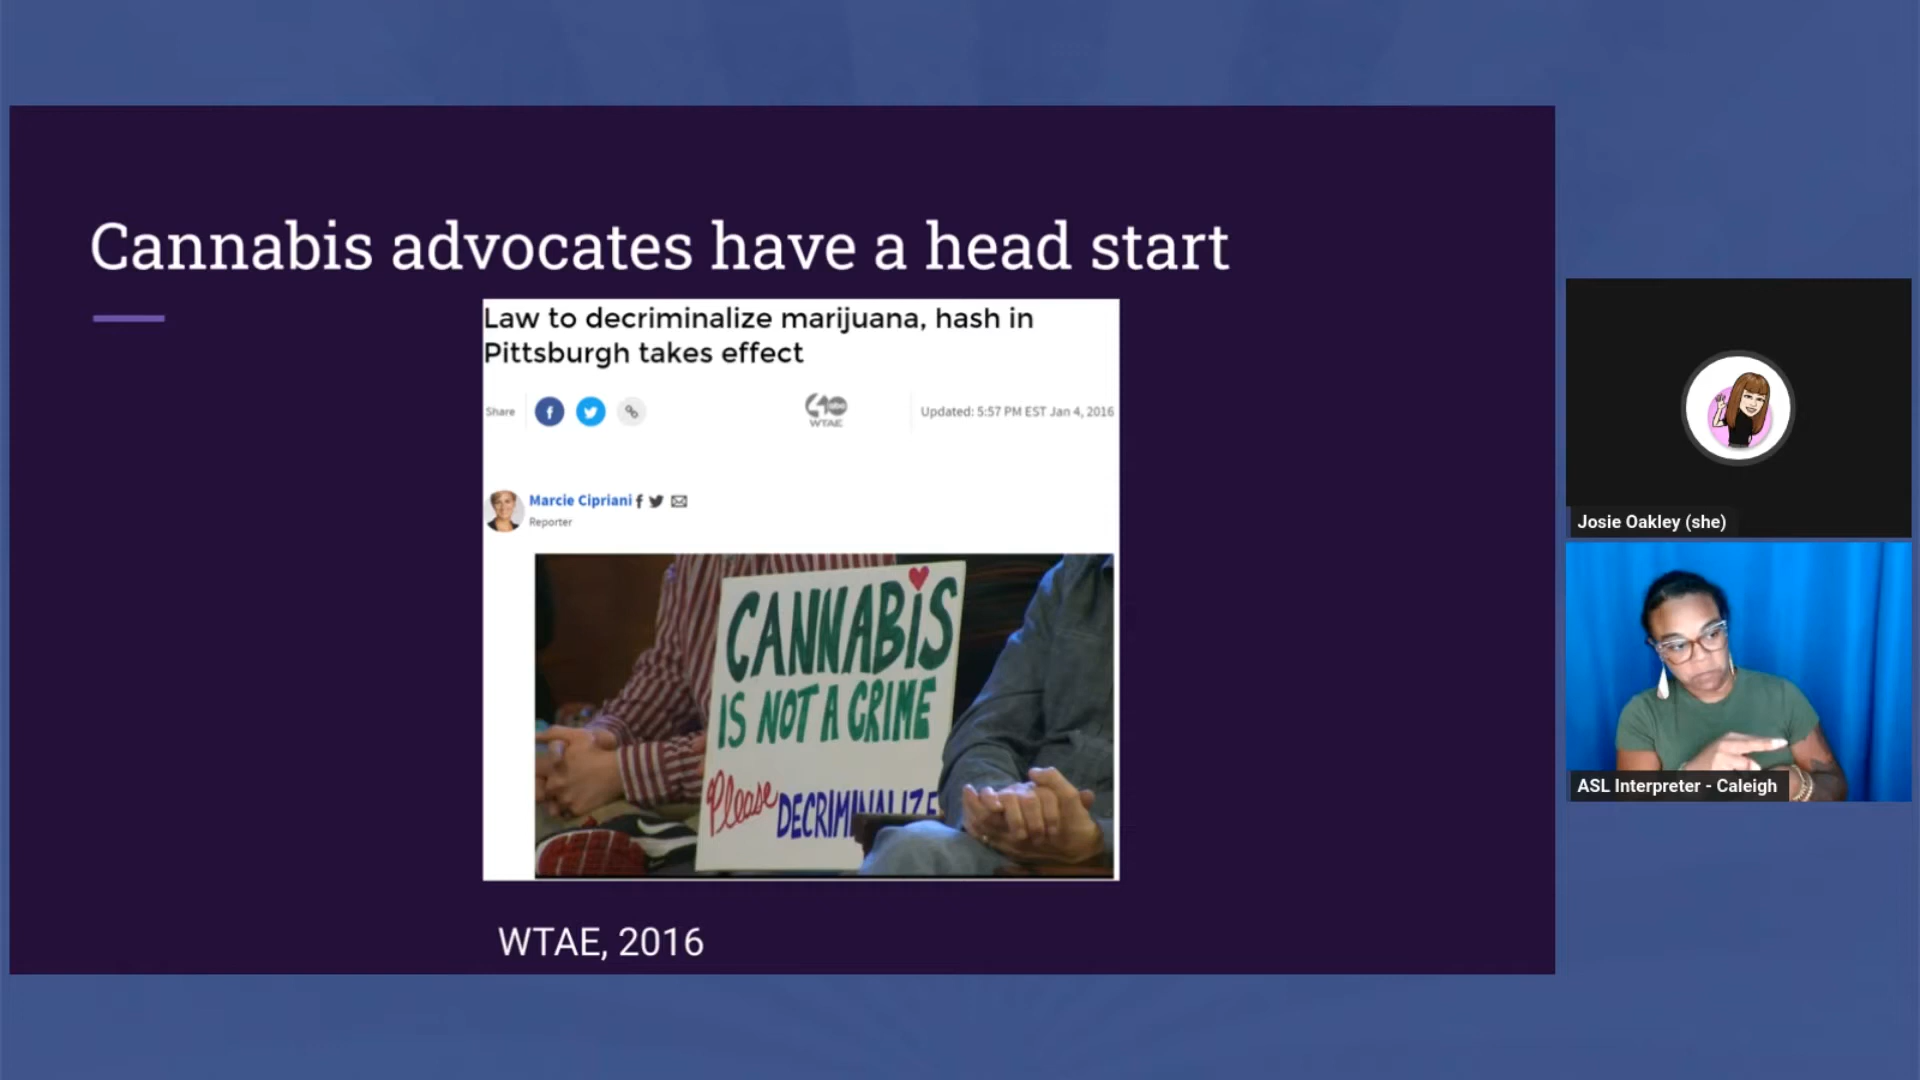 Cannabis advocates have a head start
Law to decriminalize marijuana, hash in
Pittsburgh takes effect
Share
WTAE
Updated: 5:57 PM EST Jan 4, 2016
Marcie Cipriani
Reporter
CANNABiS
IS NOT A CRIME
Please DECRIMINALIZE
WTAE, 2016
Josie Oakley (she)
ASL Interpreter - Caleigh